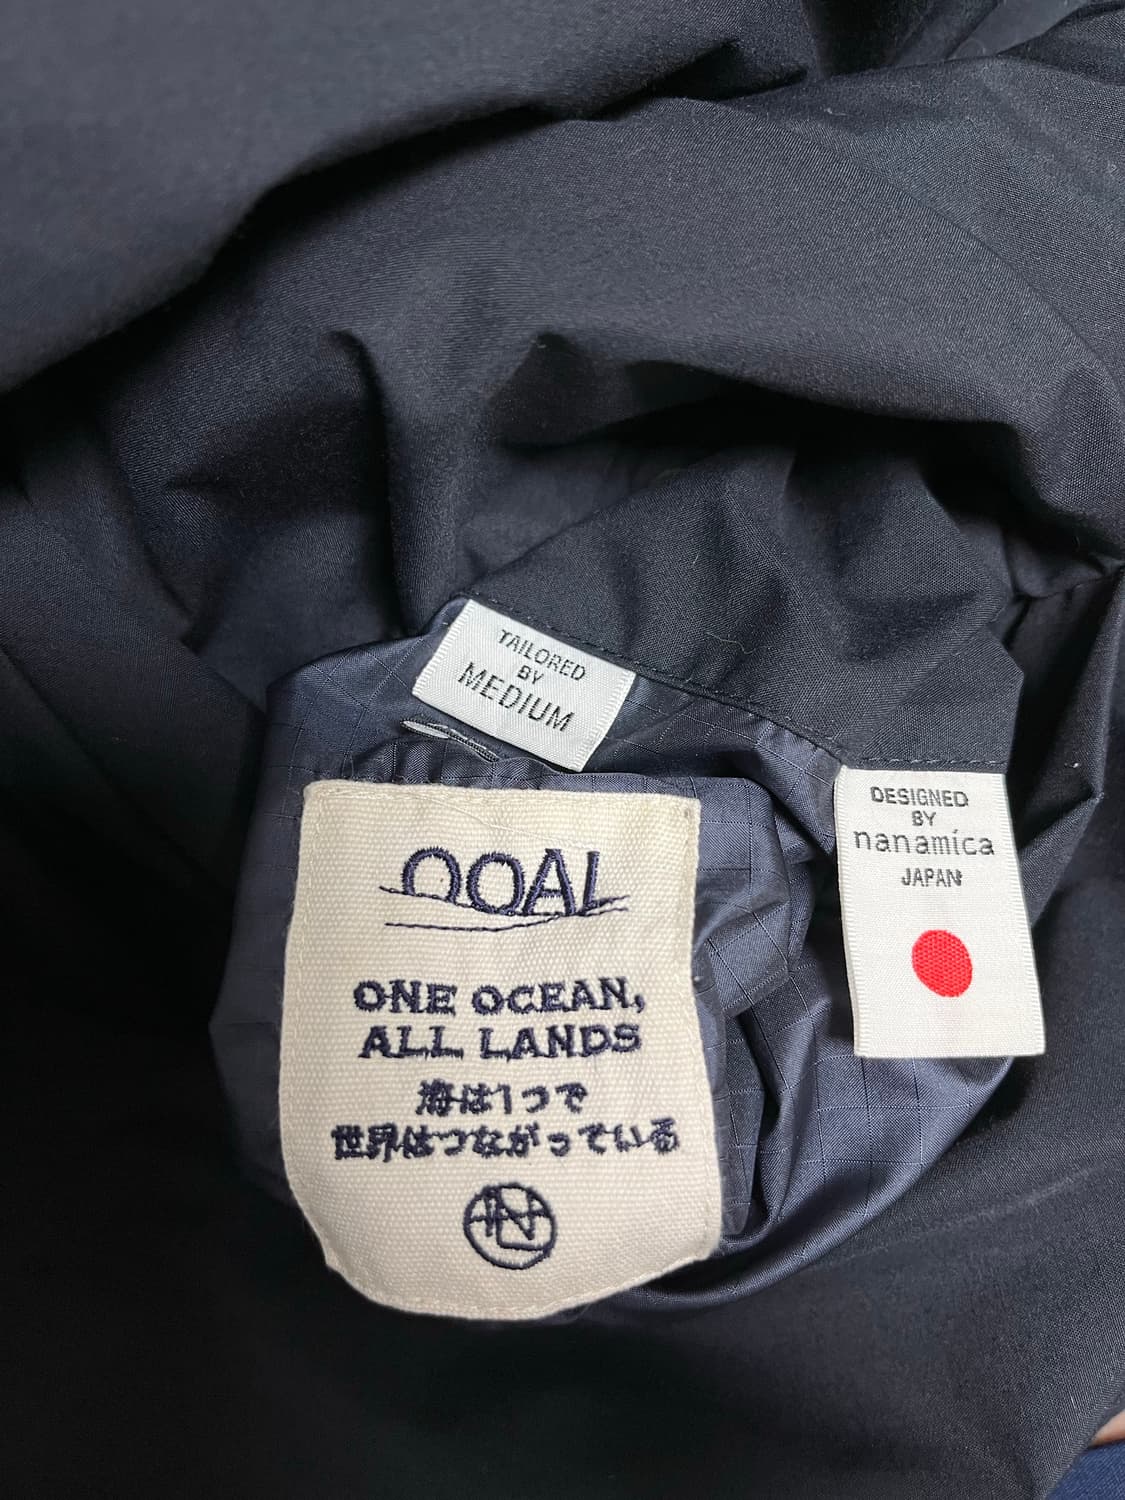 TAILORED
BY
MEDIUM
DESIGNED
BY
nanamica
JAPAN
OOAL
ONE OCEAN,
ALL LANDS
海は1つで
世界はつながっている